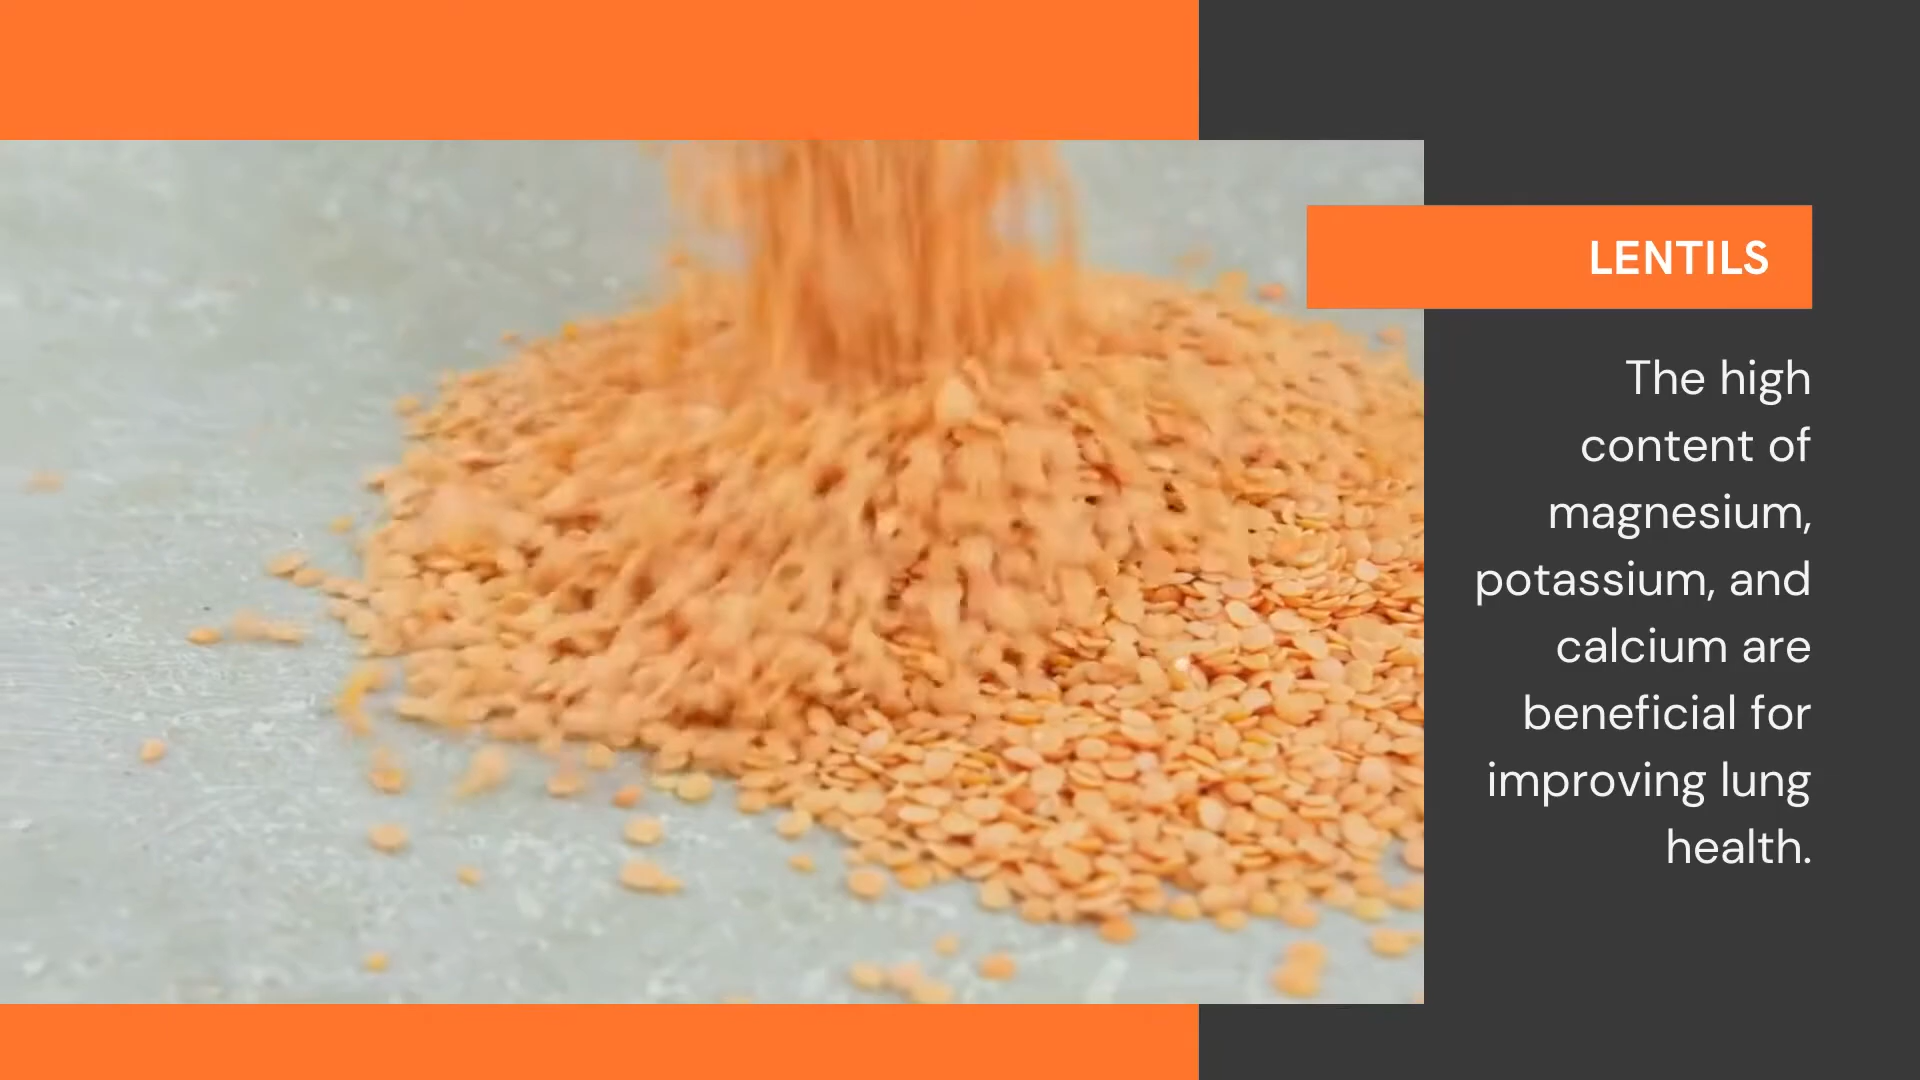 LENTILS
The high
content of
magnesium,
potassium, and
calcium are
beneficial for
improving lung
health.